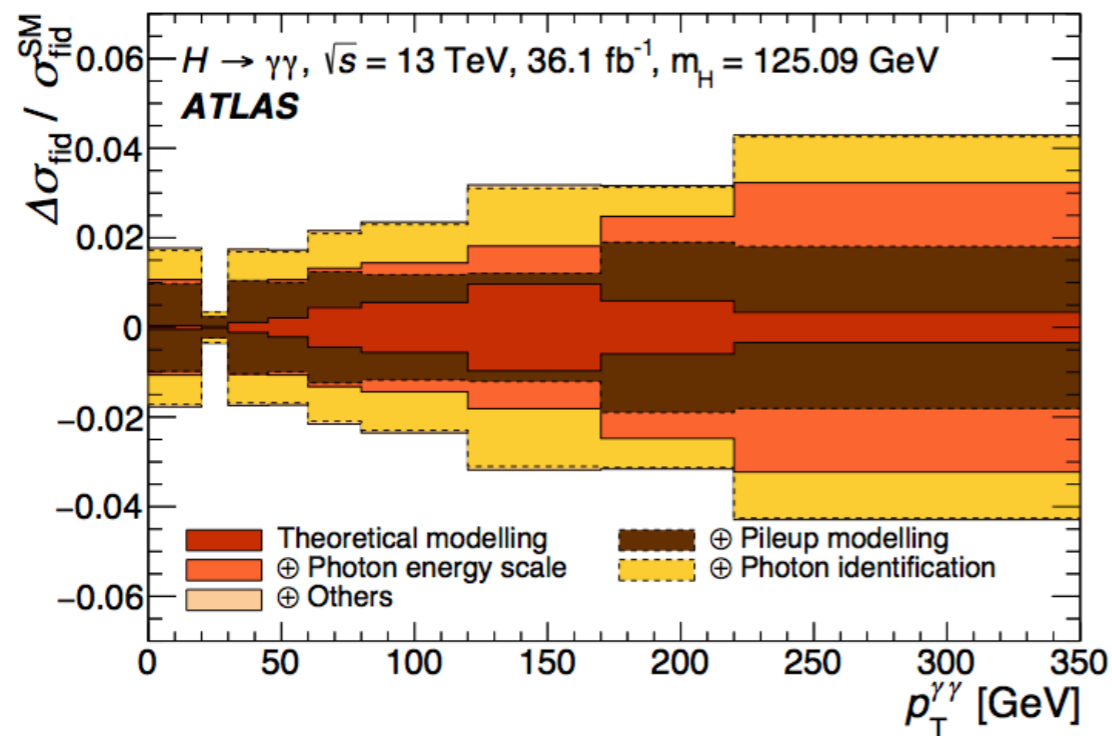 Δσ_fid / σ_fid^SM
H → γγ, √s = 13 TeV, 36.1 fb⁻¹, m_H = 125.09 GeV
ATLAS
0.06
0.04
0.02
0
−0.02
−0.04
−0.06
Theoretical modelling
⊕ Pileup modelling
⊕ Photon energy scale
⊕ Photon identification
⊕ Others
0 50 100 150 200 250 300 350
p_T^γγ [GeV]